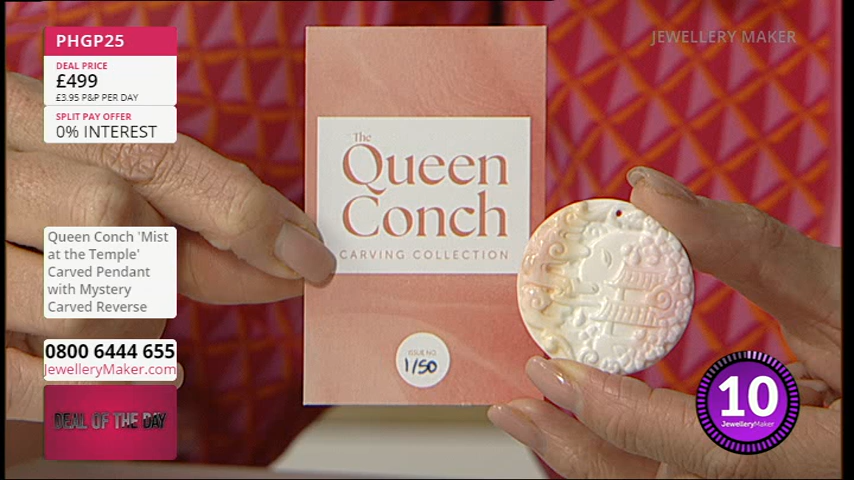 PHGP25
DEAL PRICE
£499
£3.95 P&P PER DAY
SPLIT PAY OFFER
0% INTEREST
Queen Conch 'Mist
at the Temple'
Carved Pendant
with Mystery
Carved Reverse
0800 6444 655
JewelleryMaker.com
DEAL OF THE DAY
JEWELLERY MAKER
The
Queen
Conch
CARVING COLLECTION
ISSUE NO.
1/50
10
JewelleryMaker